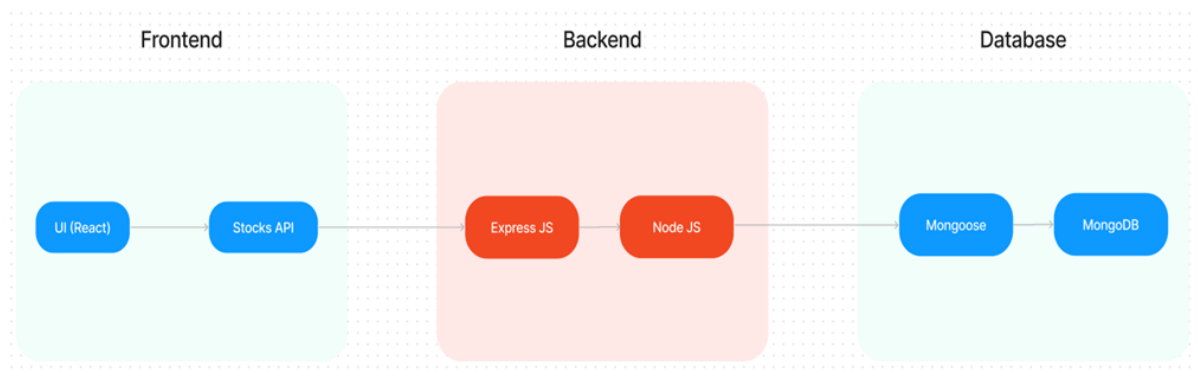 Frontend
Backend
Database
UI (React)
Stocks API
Express JS
Node JS
Mongoose
MongoDB